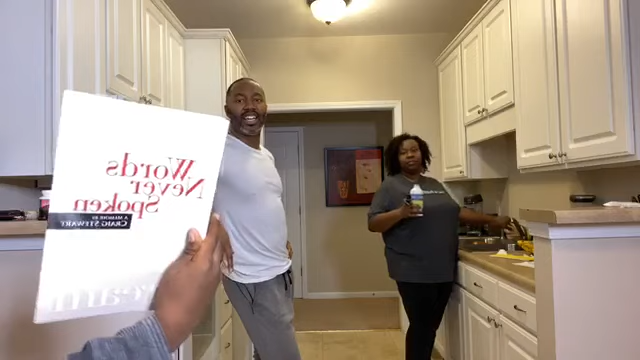 Words
Never
Spoken
A MEMOIR BY
CRAIG STEWART